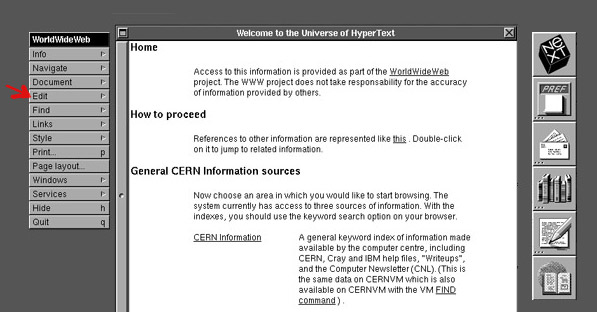 WorldWideWeb
Info
Navigate
Document
Edit
Find
Links
Style
Print... p
Page layout...
Windows
Services
Hide h
Quit q
Welcome to the Universe of HyperText
Home
Access to this information is provided as part of the WorldWideWeb
project. The WWW project does not take responsibility for the accuracy
of information provided by others.
How to proceed
References to other information are represented like this . Double-click
on it to jump to related information.
General CERN Information sources
Now choose an area in which you would like to start browsing. The
system currently has access to three sources of information. With the
indexes, you should use the keyword search option on your browser.
CERN Information
A general keyword index of information made
available by the computer centre, including
CERN, Cray and IBM help files, "Writeups",
and the Computer Newsletter (CNL). (This is
the same data on CERNVM which is also
available on CERNVM with the VM FIND
command ) .
NeXT
PREF